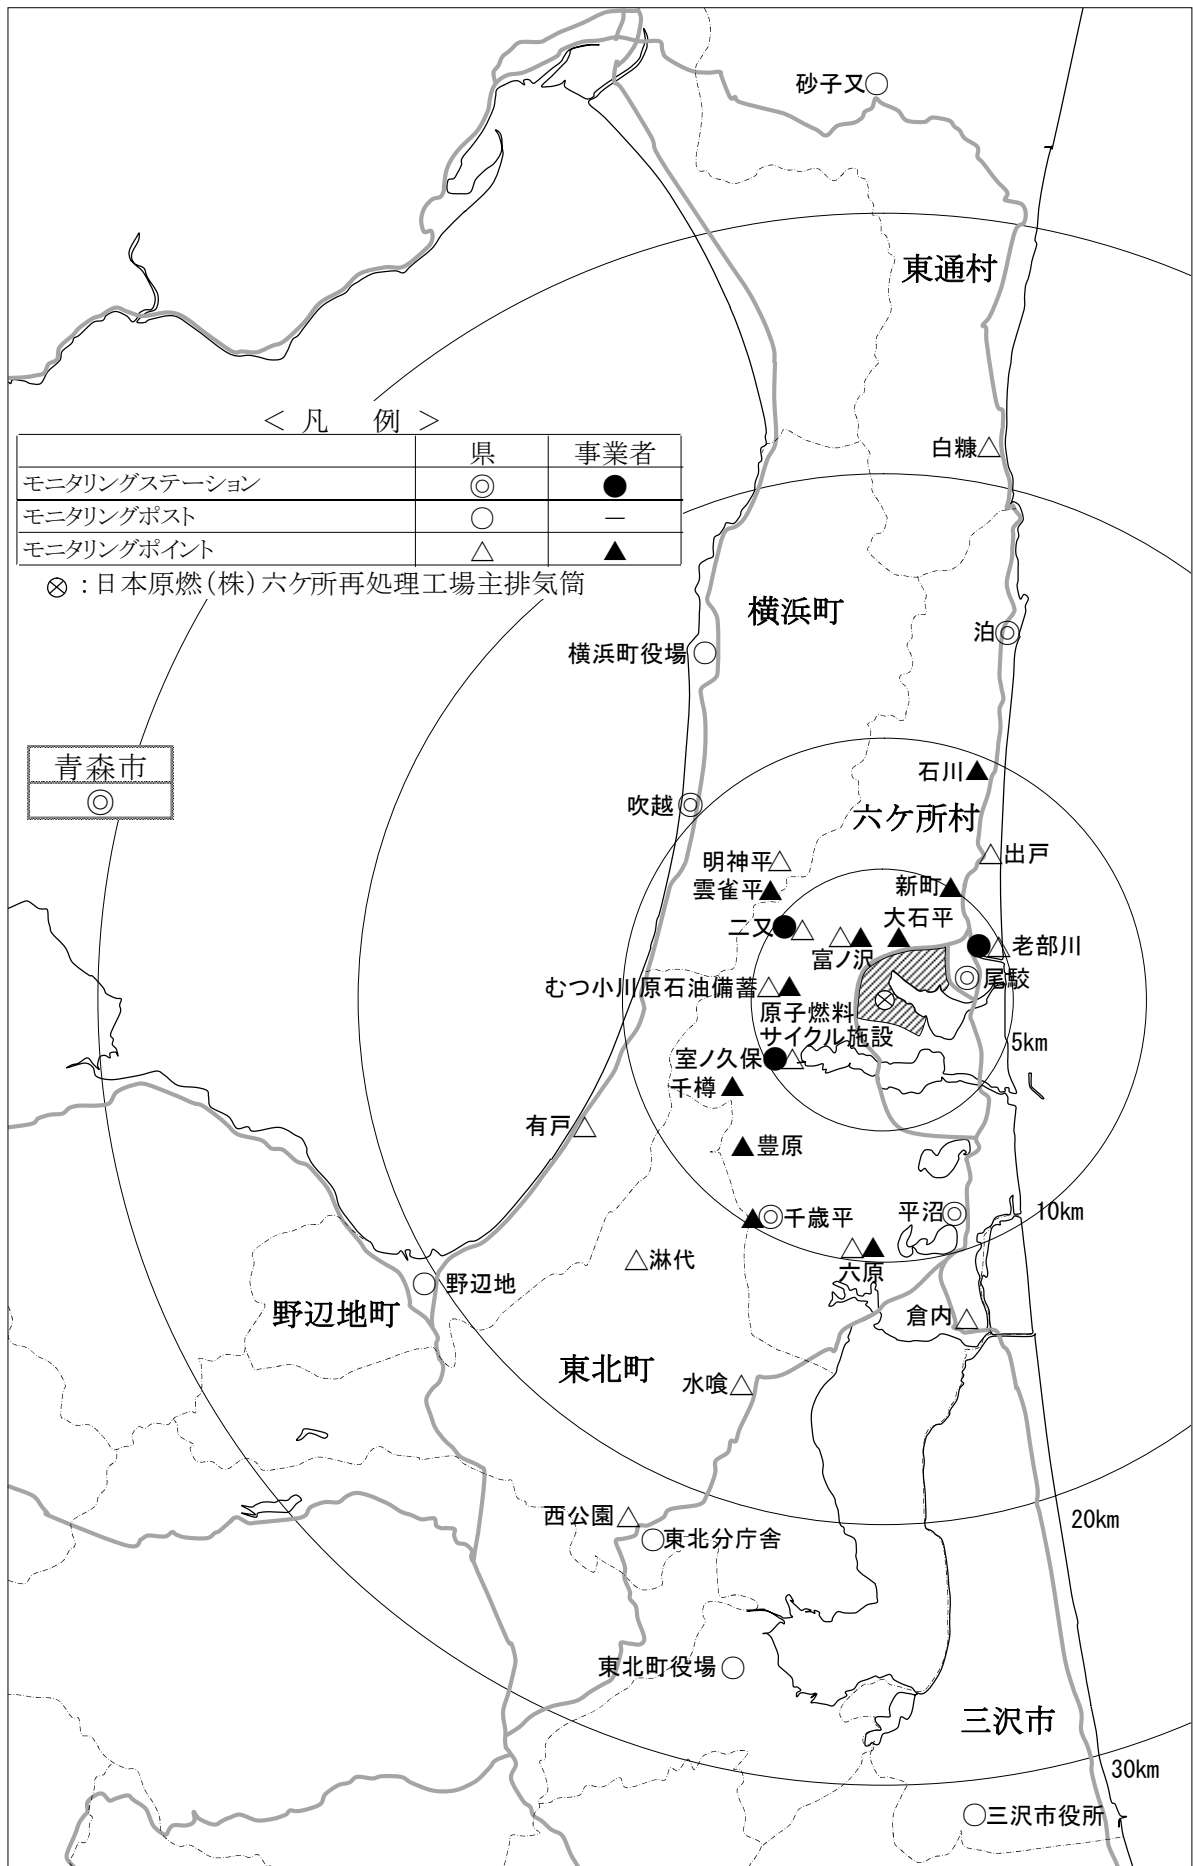 砂子又
東通村
＜ 凡　例 ＞
県　事業者
モニタリングステーション ◎ ●
モニタリングポスト ○ －
モニタリングポイント △ ▲
⊗：日本原燃(株)六ケ所再処理工場主排気筒
白糠
横浜町
泊
横浜町役場
青森市
◎
石川
吹越
六ケ所村
明神平
出戸
雲雀平
新町
大石平
二又
老部川
富ノ沢
尾駮
むつ小川原石油備蓄
原子燃料
サイクル施設
5km
室ノ久保
千樽
有戸
豊原
10km
千歳平
平沼
淋代
六原
野辺地
野辺地町
倉内
東北町
水喰
西公園
20km
東北分庁舎
東北町役場
三沢市
30km
三沢市役所